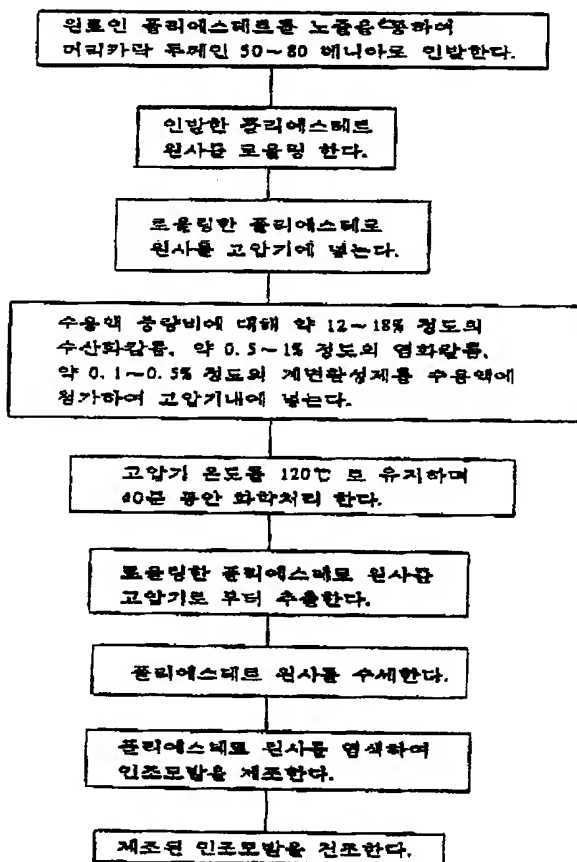 원료인 폴리에스테르를 노즐을 통하여
머리카락 두께인 50~80 데니아로 인발한다.
인발한 폴리에스테르
원사를 로울링 한다.
로울링한 폴리에스테르
원사를 고압기에 넣는다.
수용액 중량비에 대해 약 12~18% 정도의
수산화칼륨, 약 0.5~1% 정도의 염화칼륨,
약 0.1~0.5% 정도의 계면활성제를 수용액에
첨가하여 고압기내에 넣는다.
고압기 온도를 120℃ 로 유지하며
동안 화학처리 한다.
로울링한 폴리에스테르 원사를
고압기로 부터 추출한다.
폴리에스테르 원사를 수세한다.
폴리에스테르 원사를 염색하여
인조모발을 제조한다.
제조된 인조모발을 건조한다.